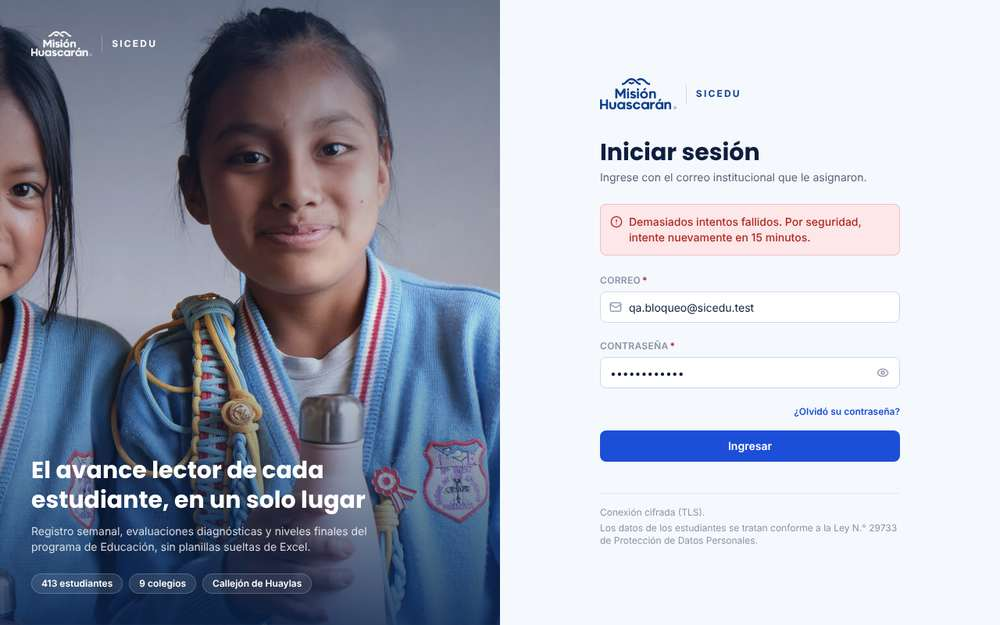 Misión
Huascarán
SICEDU
El avance lector de cada
estudiante, en un solo lugar
Registro semanal, evaluaciones diagnósticas y niveles finales del
programa de Educación, sin planillas sueltas de Excel.
413 estudiantes
9 colegios
Callejón de Huaylas
Misión
Huascarán
SICEDU
Iniciar sesión
Ingrese con el correo institucional que le asignaron.
Demasiados intentos fallidos. Por seguridad,
intente nuevamente en 15 minutos.
CORREO *
qa.bloqueo@sicedu.test
CONTRASEÑA *
••••••••••••
¿Olvidó su contraseña?
Ingresar
Conexión cifrada (TLS).
Los datos de los estudiantes se tratan conforme a la Ley N.° 29733
de Protección de Datos Personales.